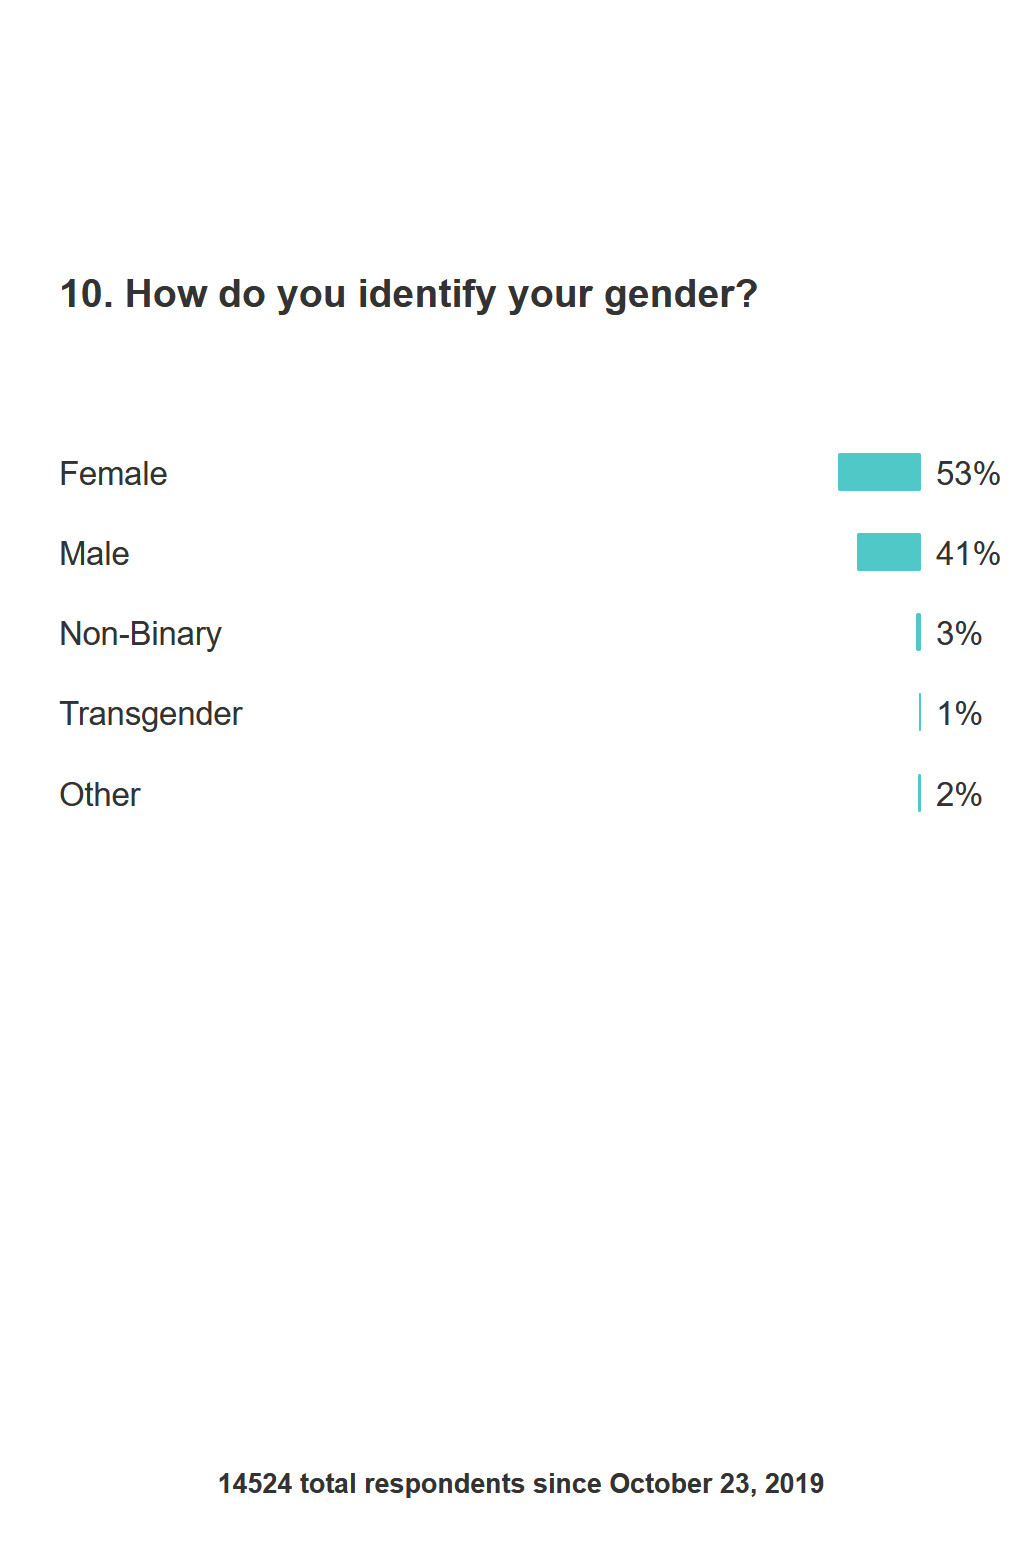 10. How do you identify your gender?
Female 53%
Male 41%
Non-Binary 3%
Transgender 1%
Other 2%
14524 total respondents since October 23, 2019